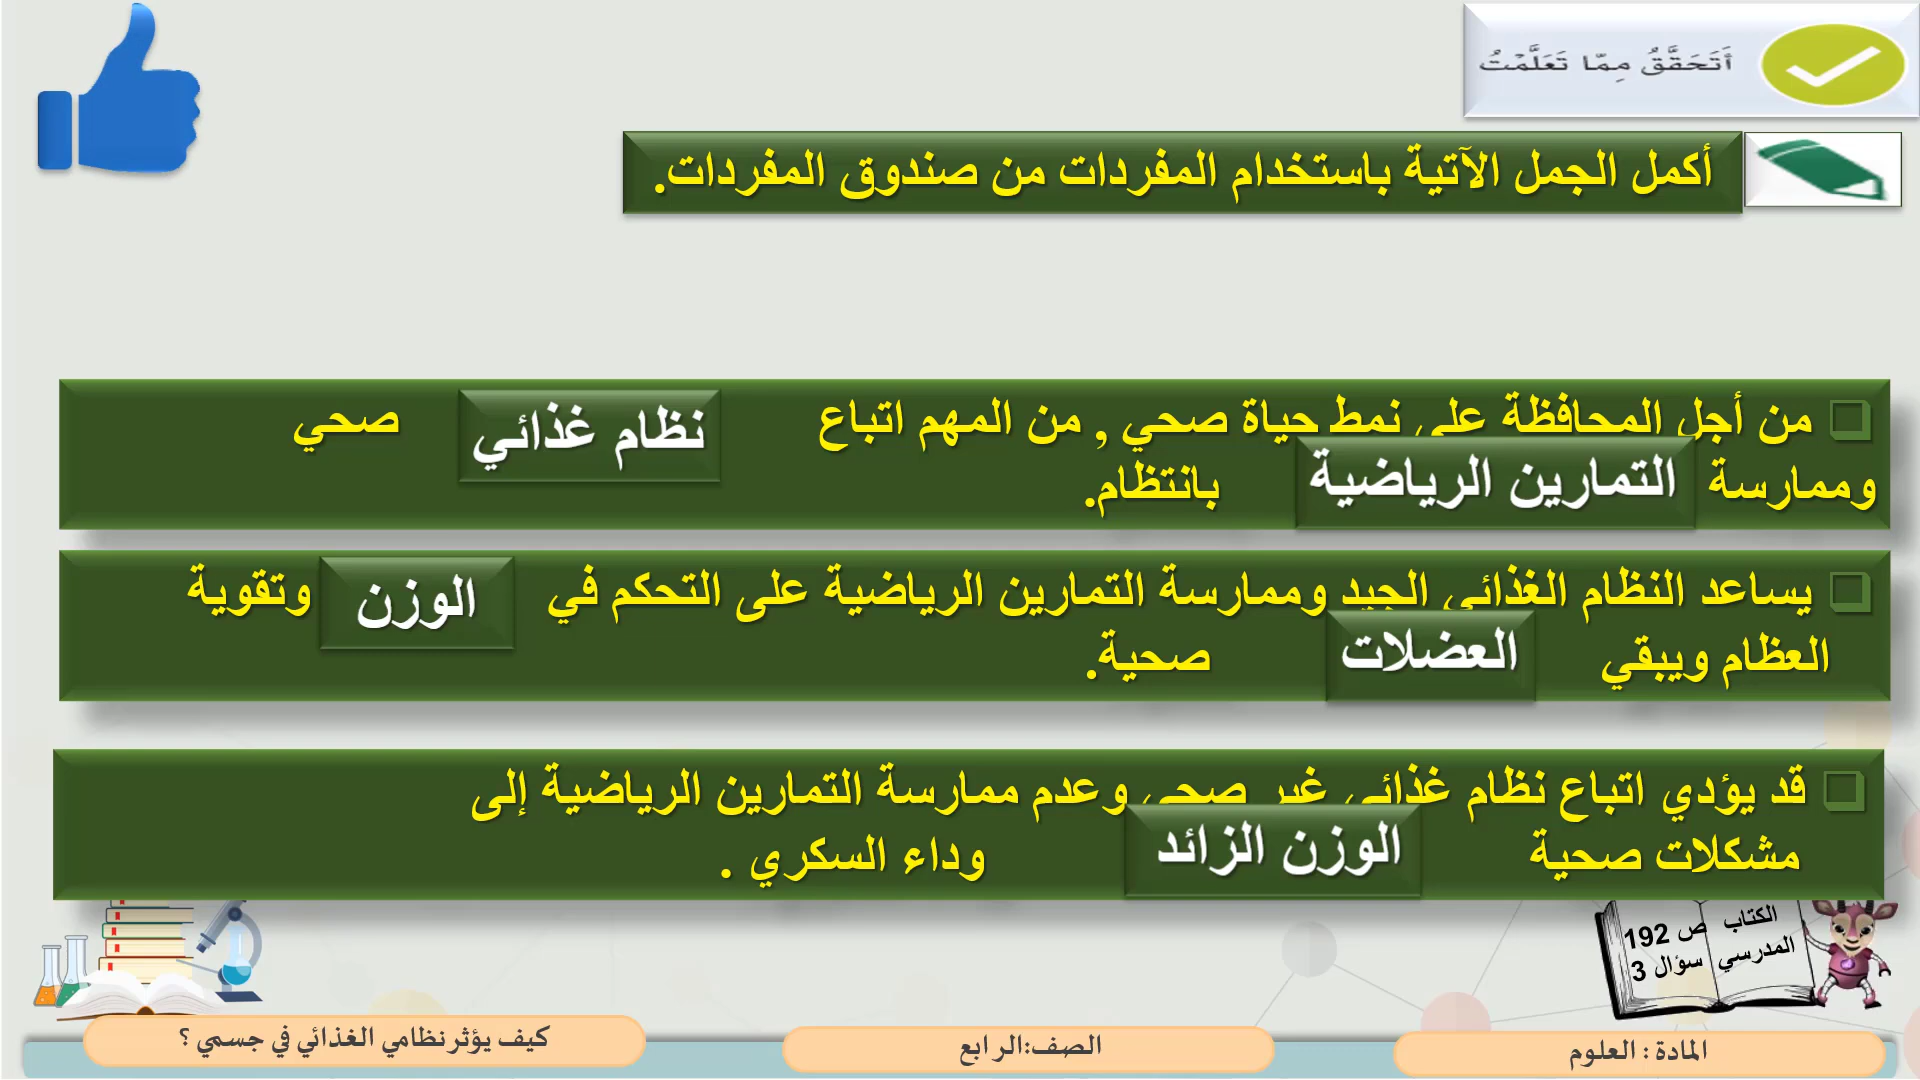 أَتَحَقَّقُ مِمّا تَعَلَّمْتُ
أكمل الجمل الآتية باستخدام المفردات من صندوق المفردات.
من أجل المحافظة على نمط حياة صحي , من المهم اتباع نظام غذائي صحي
وممارسة التمارين الرياضية بانتظام.
يساعد النظام الغذائي الجيد وممارسة التمارين الرياضية على التحكم في الوزن وتقوية
العظام ويبقي العضلات صحية.
قد يؤدي اتباع نظام غذائي غير صحي وعدم ممارسة التمارين الرياضية إلى
مشكلات صحية الوزن الزائد وداء السكري .
الكتاب المدرسي
ص 192
سؤال 3
المادة : العلوم
الصف:الرابع
كيف يؤثر نظامي الغذائي في جسمي ؟